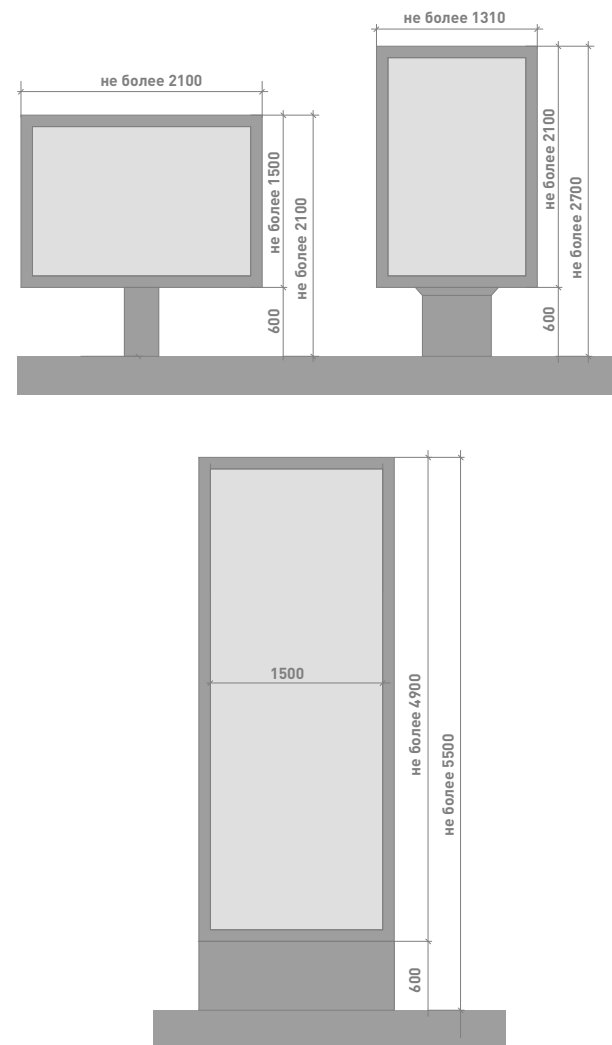 не более 2100
не более 1500
не более 2100
600
не более 1310
не более 2100
не более 2700
600
1500
не более 4900
не более 5500
600